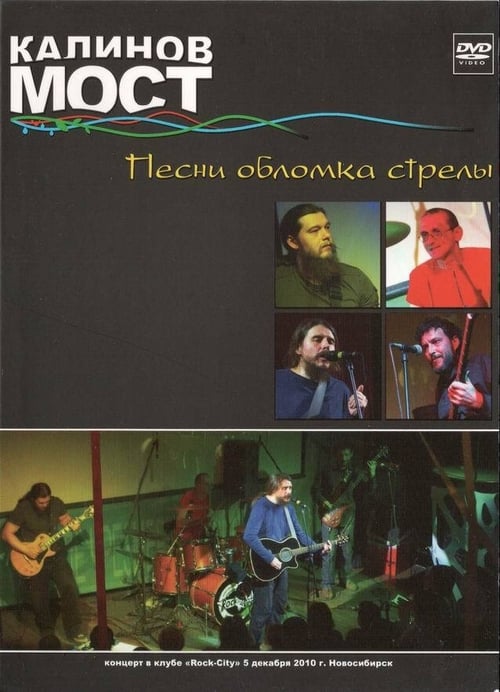 КАЛИНОВ
МОСТ
DVD
VIDEO
Песни обломка стрелы
концерт в клубе «Rock-City» 5 декабря 2010 г. Новосибирск